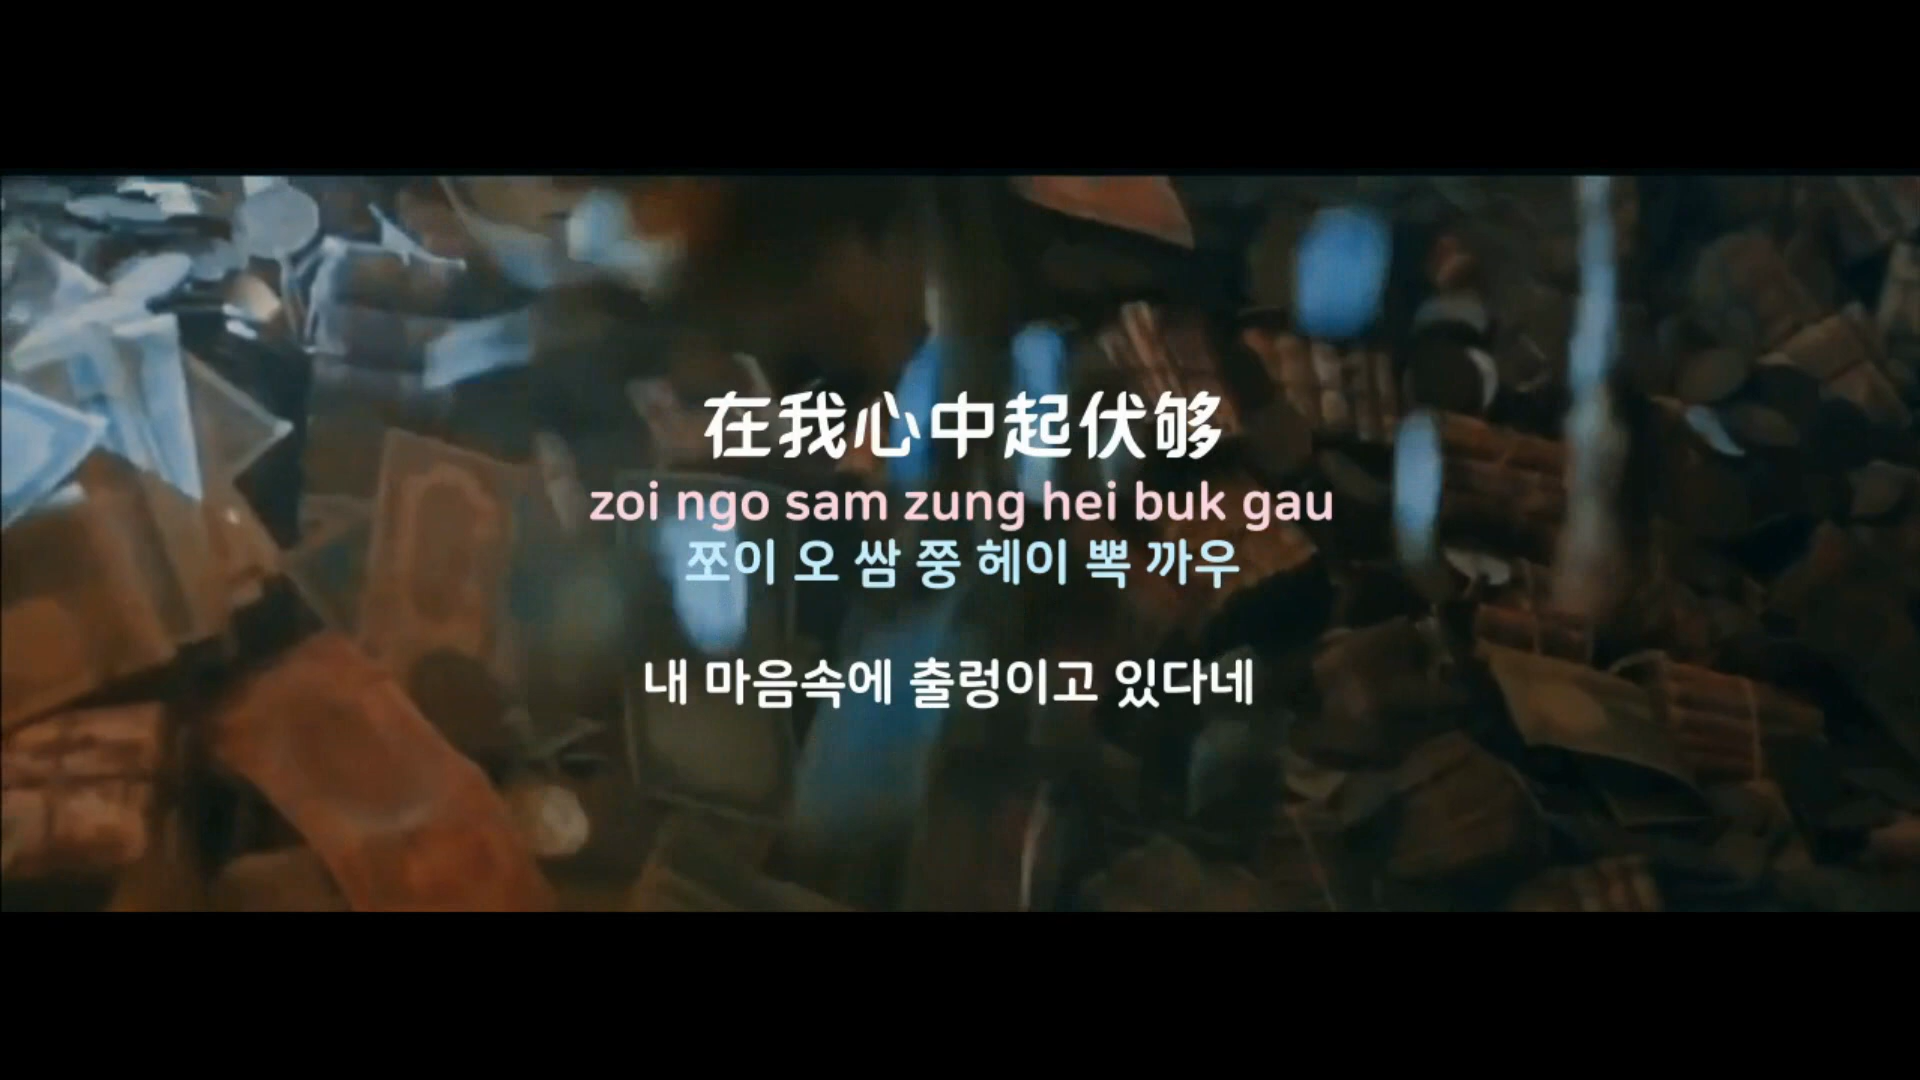 在我心中起伏够
zoi ngo sam zung hei buk gau
쪼이 오 쌈 쭝 헤이 뽁 까우
내 마음속에 출렁이고 있다네